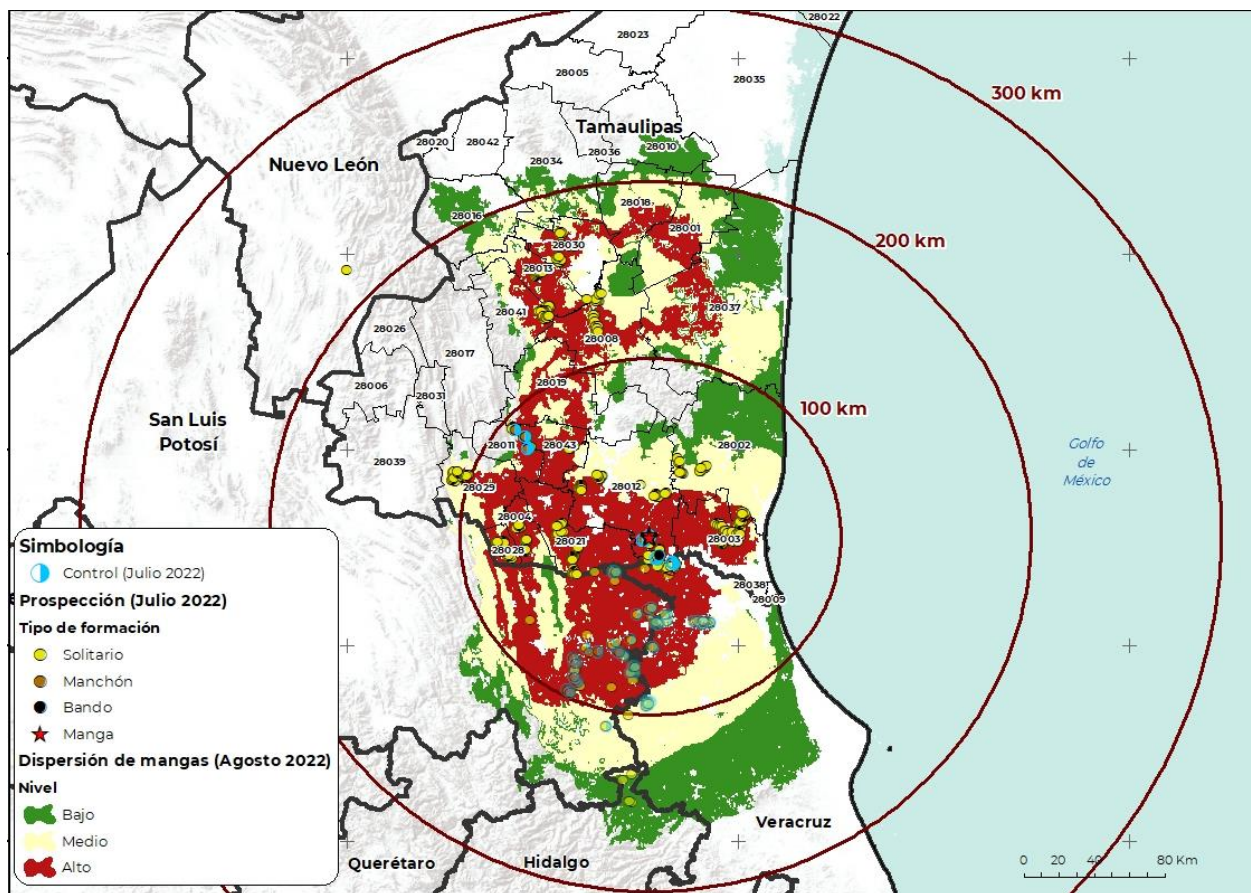 28022
28023
28005
28035
300 km
Tamaulipas
28020
28042
28036
28010
Nuevo León
28034
28016
28018
28001
200 km
28030
28013
28041
28037
28008
28026
28017
28019
28006
28031
100 km
San Luis
Potosí
28011
28043
28002
Golfo
de
México
28039
28029
28012
28004
28021
28003
28028
28038
28009
Simbología
Control (Julio 2022)
Prospección (Julio 2022)
Tipo de formación
Solitario
Manchón
Bando
Manga
Dispersión de mangas (Agosto 2022)
Nivel
Bajo
Medio
Alto
Querétaro
Hidalgo
Veracruz
0 20 40 80 Km